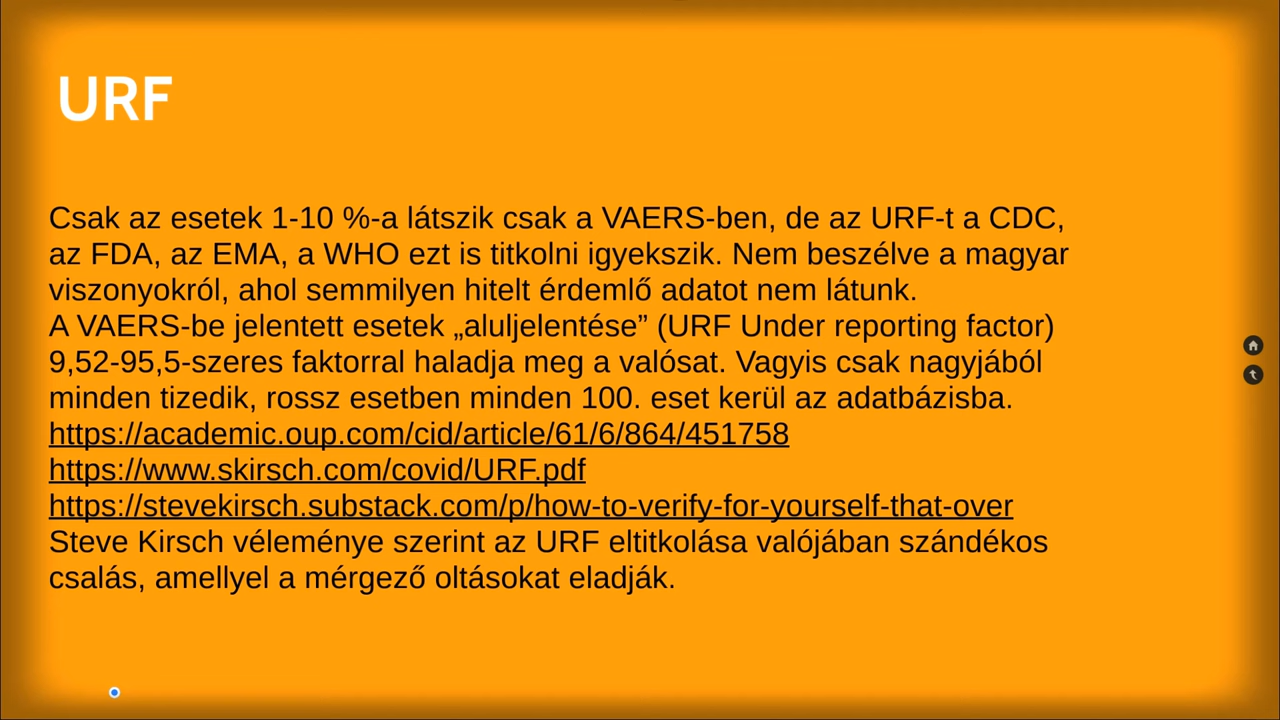 URF
Csak az esetek 1-10 %-a látszik csak a VAERS-ben, de az URF-t a CDC,
az FDA, az EMA, a WHO ezt is titkolni igyekszik. Nem beszélve a magyar
viszonyokról, ahol semmilyen hitelt érdemlő adatot nem látunk.
A VAERS-be jelentett esetek „aluljelentése” (URF Under reporting factor)
9,52-95,5-szeres faktorral haladja meg a valósat. Vagyis csak nagyjából
minden tizedik, rossz esetben minden 100. eset kerül az adatbázisba.
https://academic.oup.com/cid/article/61/6/864/451758
https://www.skirsch.com/covid/URF.pdf
https://stevekirsch.substack.com/p/how-to-verify-for-yourself-that-over
Steve Kirsch véleménye szerint az URF eltitkolása valójában szándékos
csalás, amellyel a mérgező oltásokat eladják.